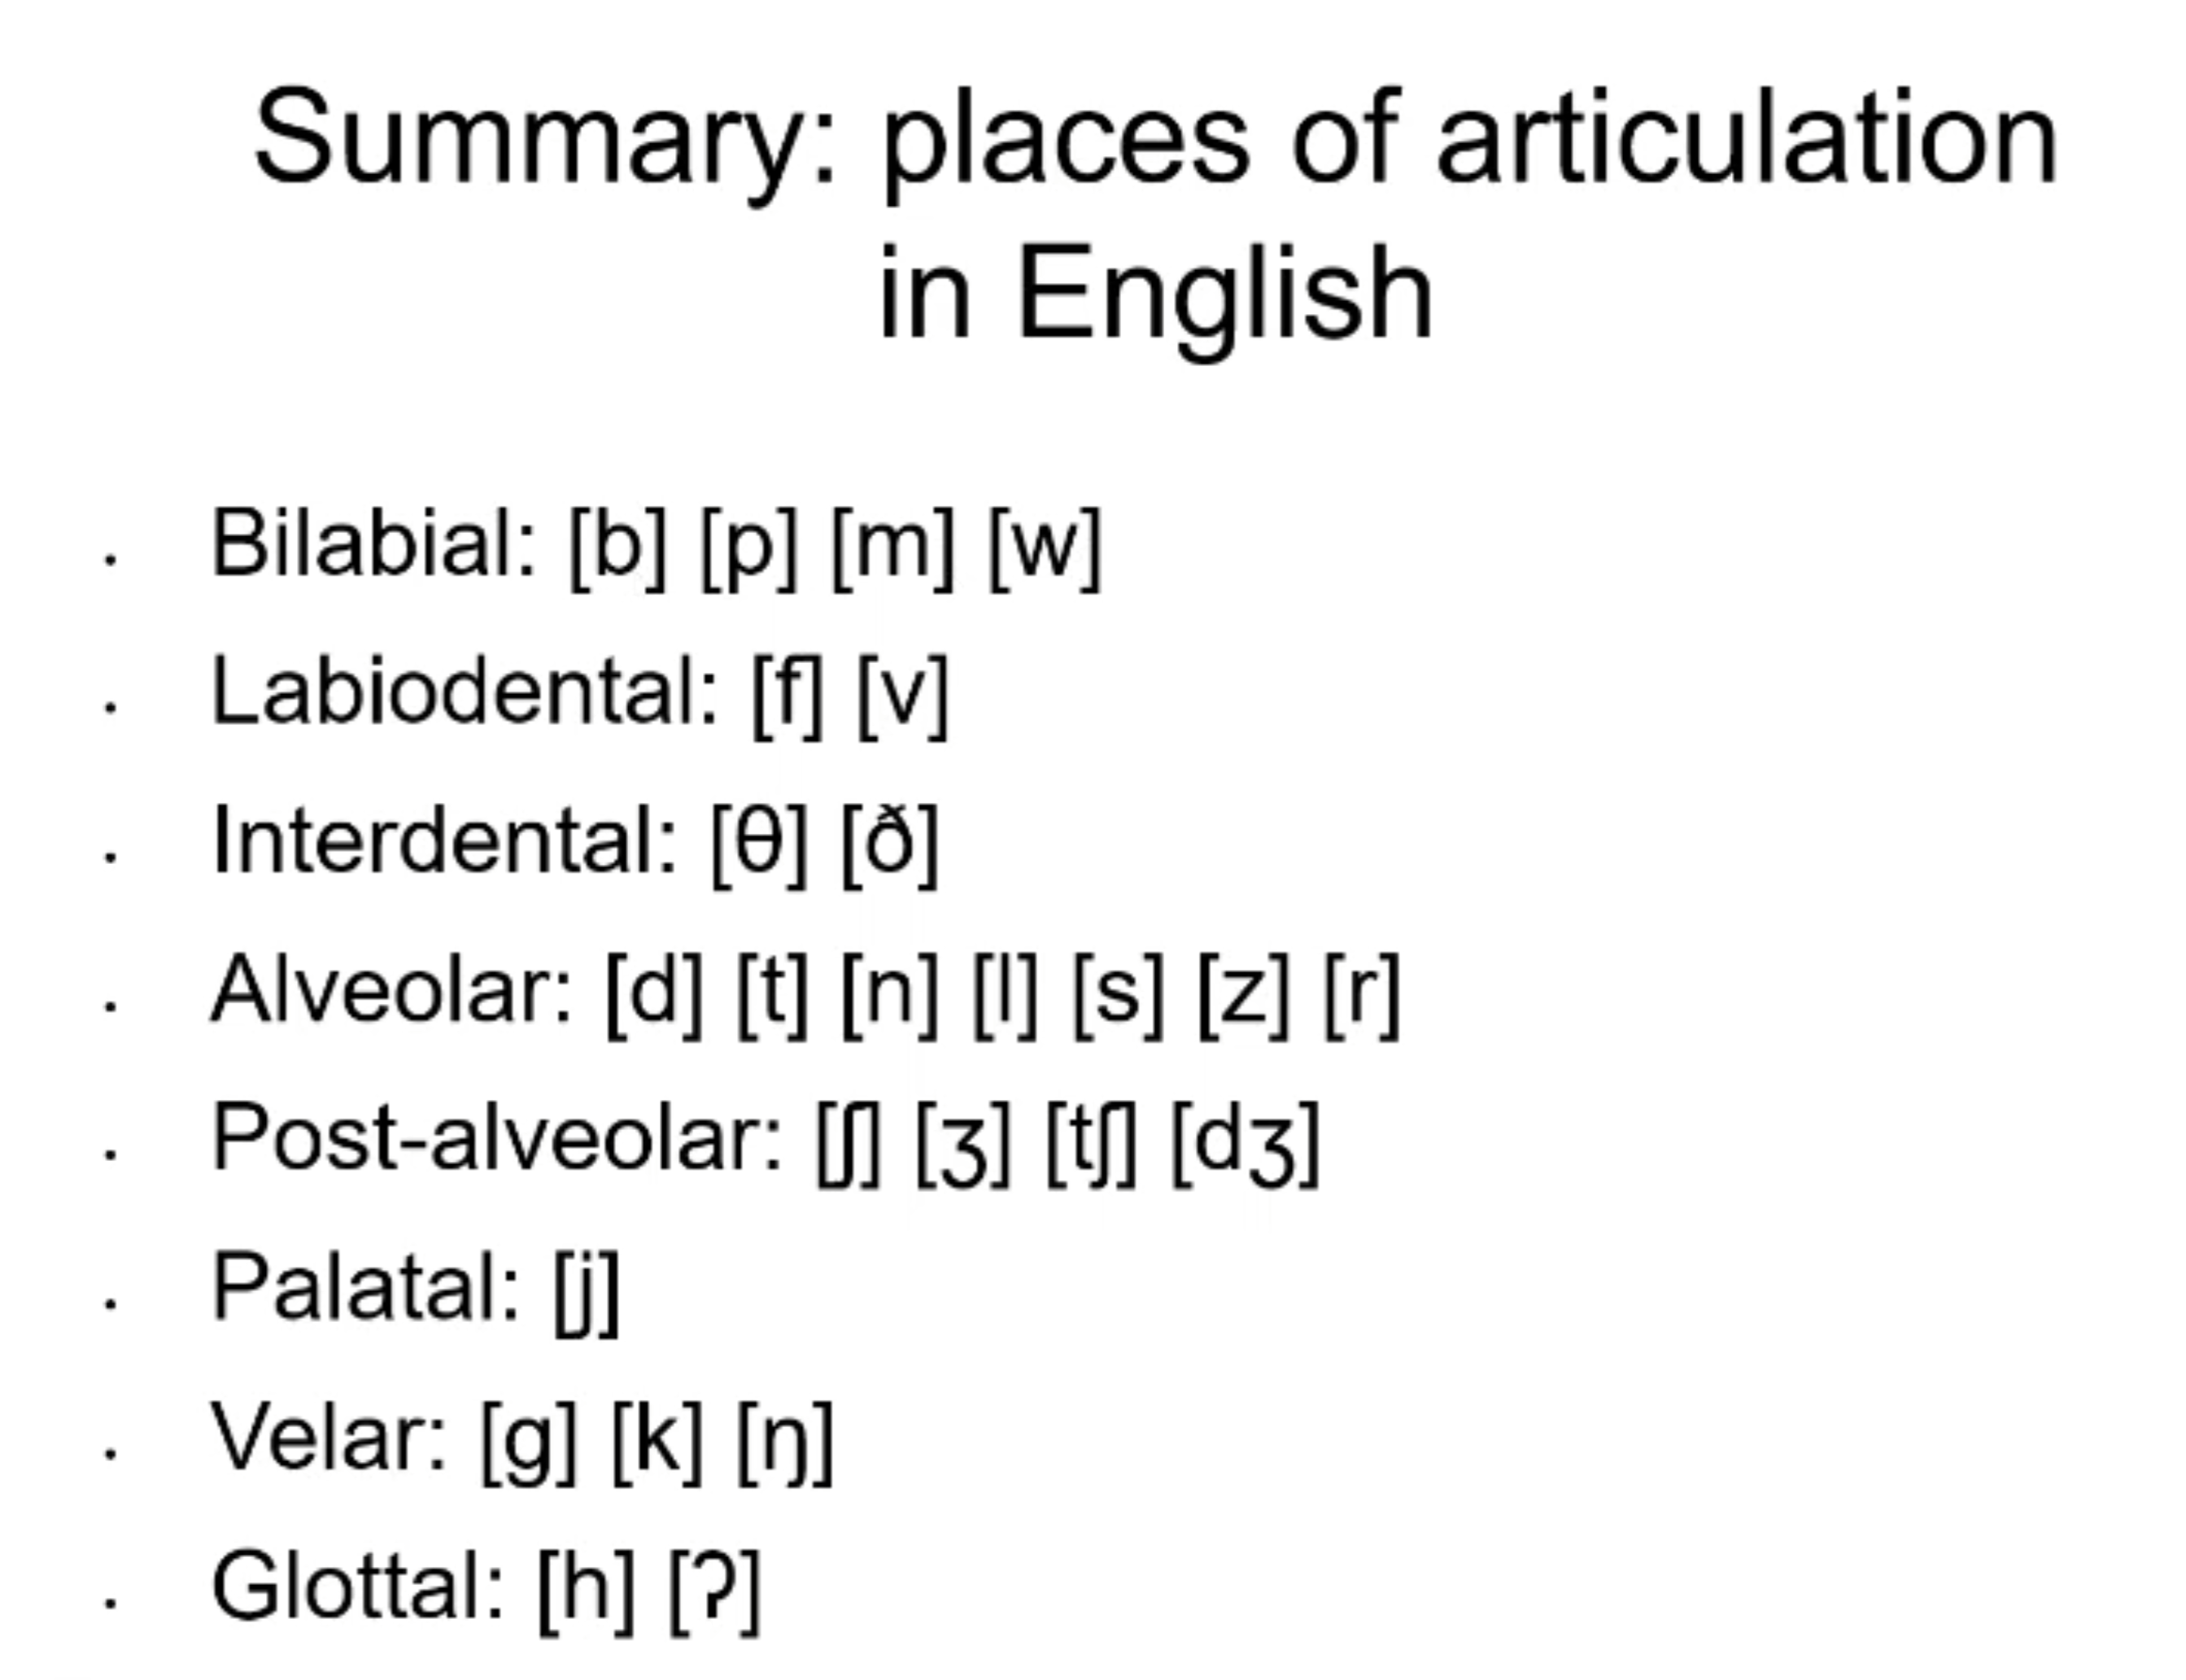 Summary: places of articulation
in English
· Bilabial: [b] [p] [m] [w]
· Labiodental: [f] [v]
· Interdental: [θ] [ð]
· Alveolar: [d] [t] [n] [l] [s] [z] [r]
· Post-alveolar: [ʃ] [ʒ] [tʃ] [dʒ]
· Palatal: [j]
· Velar: [g] [k] [ŋ]
· Glottal: [h] [ʔ]